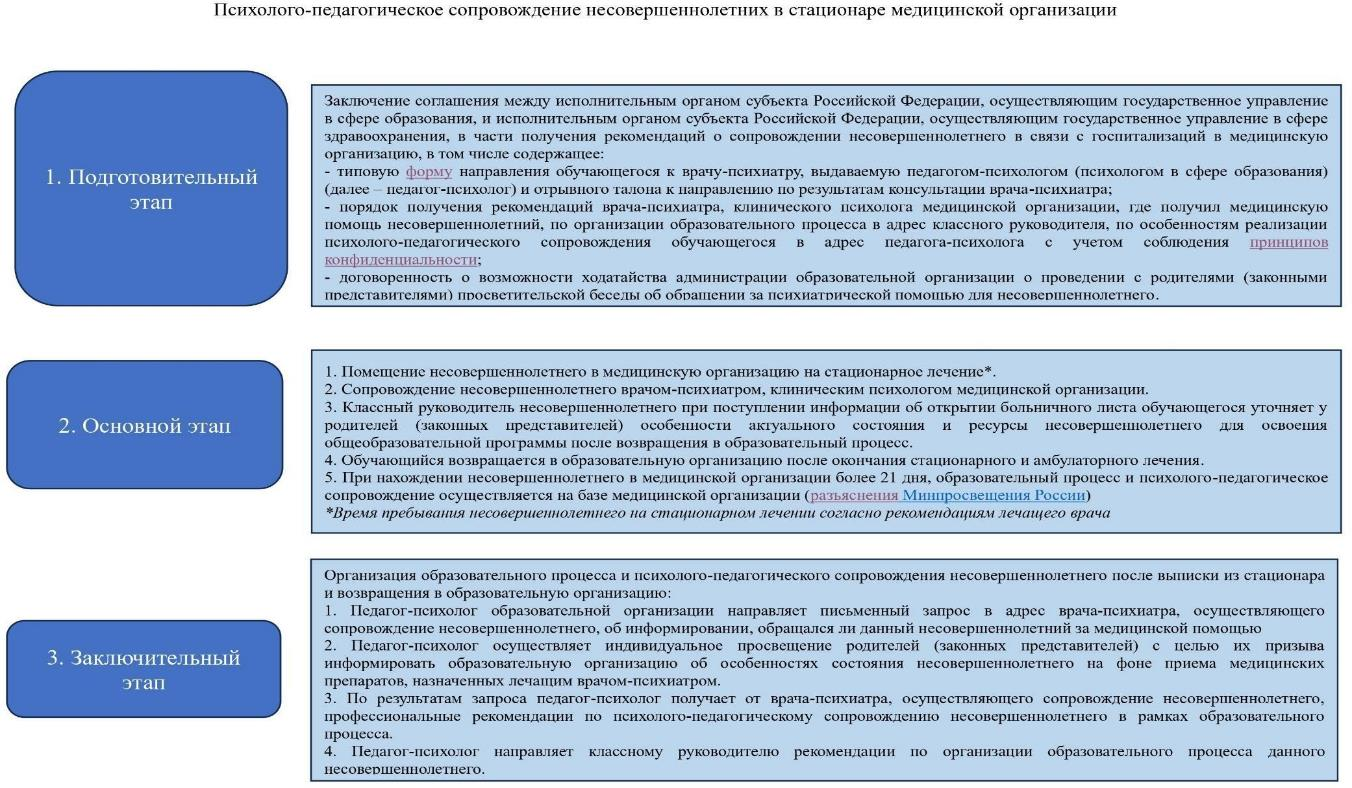 Психолого-педагогическое сопровождение несовершеннолетних в стационаре медицинской организации
1. Подготовительный
этап
Заключение соглашения между исполнительным органом субъекта Российской Федерации, осуществляющим государственное управление
в сфере образования, и исполнительным органом субъекта Российской Федерации, осуществляющим государственное управление в сфере
здравоохранения, в части получения рекомендаций о сопровождении несовершеннолетнего в связи с госпитализаций в медицинскую
организацию, в том числе содержащее:
- типовую форму направления обучающегося к врачу-психиатру, выдаваемую педагогом-психологом (психологом в сфере образования)
(далее – педагог-психолог) и отрывного талона к направлению по результатам консультации врача-психиатра;
- порядок получения рекомендаций врача-психиатра, клинического психолога медицинской организации, где получил медицинскую
помощь несовершеннолетний, по организации образовательного процесса в адрес классного руководителя, по особенностям реализации
психолого-педагогического сопровождения обучающегося в адрес педагога-психолога с учетом соблюдения принципов
конфиденциальности;
- договоренность о возможности ходатайства администрации образовательной организации о проведении с родителями (законными
представителями) просветительской беседы об обращении за психиатрической помощью для несовершеннолетнего.
2. Основной этап
1. Помещение несовершеннолетнего в медицинскую организацию на стационарное лечение*.
2. Сопровождение несовершеннолетнего врачом-психиатром, клиническим психологом медицинской организации.
3. Классный руководитель несовершеннолетнего при поступлении информации об открытии больничного листа обучающегося уточняет у
родителей (законных представителей) особенности актуального состояния и ресурсы несовершеннолетнего для освоения
общеобразовательной программы после возвращения в образовательный процесс.
4. Обучающийся возвращается в образовательную организацию после окончания стационарного и амбулаторного лечения.
5. При нахождении несовершеннолетнего в медицинской организации более 21 дня, образовательный процесс и психолого-педагогическое
сопровождение осуществляется на базе медицинской организации (разъяснения Минпросвещения России)
*Время пребывания несовершеннолетнего на стационарном лечении согласно рекомендациям лечащего врача
3. Заключительный
этап
Организация образовательного процесса и психолого-педагогического сопровождения несовершеннолетнего после выписки из стационара
и возвращения в образовательную организацию:
1. Педагог-психолог образовательной организации направляет письменный запрос в адрес врача-психиатра, осуществляющего
сопровождение несовершеннолетнего, об информировании, обращался ли данный несовершеннолетний за медицинской помощью
2. Педагог-психолог осуществляет индивидуальное просвещение родителей (законных представителей) с целью их призыва
информировать образовательную организацию об особенностях состояния несовершеннолетнего на фоне приема медицинских
препаратов, назначенных лечащим врачом-психиатром.
3. По результатам запроса педагог-психолог получает от врача-психиатра, осуществляющего сопровождение несовершеннолетнего,
профессиональные рекомендации по психолого-педагогическому сопровождению несовершеннолетнего в рамках образовательного
процесса.
4. Педагог-психолог направляет классному руководителю рекомендации по организации образовательного процесса данного
несовершеннолетнего.